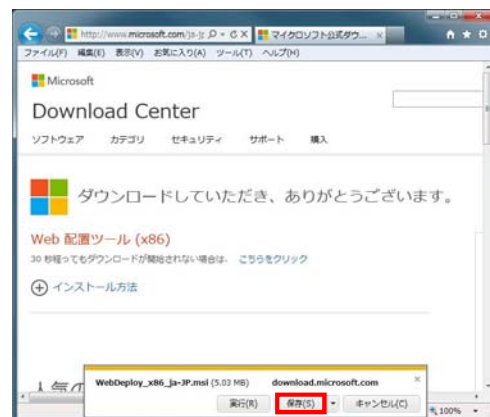 http://www.microsoft.com/ja-jp
マイクロソフト公式ダウ...
ファイル(F) 編集(E) 表示(V) お気に入り(A) ツール(T) ヘルプ(H)
Microsoft
Download Center
ソフトウェア カテゴリ セキュリティ サポート 購入
ダウンロードしていただき、ありがとうございます。
Web 配置ツール (x86)
30 秒経ってもダウンロードが開始されない場合は、 こちらをクリック
インストール方法
人気の
WebDeploy_x86_ja-JP.msi (5.03 MB) download.microsoft.com
実行(R) 保存(S) キャンセル(C)
100%